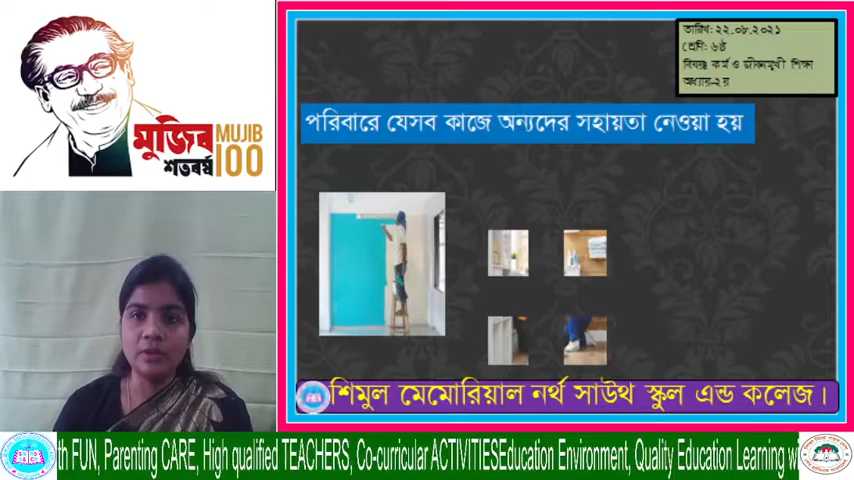 মুজিব
শতবর্ষ
MUJIB
100
তারিখ: ২২.০৮.২০২১
শ্রেণি: ৬ষ্ঠ
বিষয়ঃ কর্ম ও জীবনমুখী শিক্ষা
অধ্যায়-২য়
পরিবারে যেসব কাজে অন্যদের সহায়তা নেওয়া হয়
শিমুল মেমোরিয়াল নর্থ সাউথ স্কুল এন্ড কলেজ।
FUN, Parenting CARE, High qualified TEACHERS, Co-curricular ACTIVITIESEducation Environment, Quality Education Learning